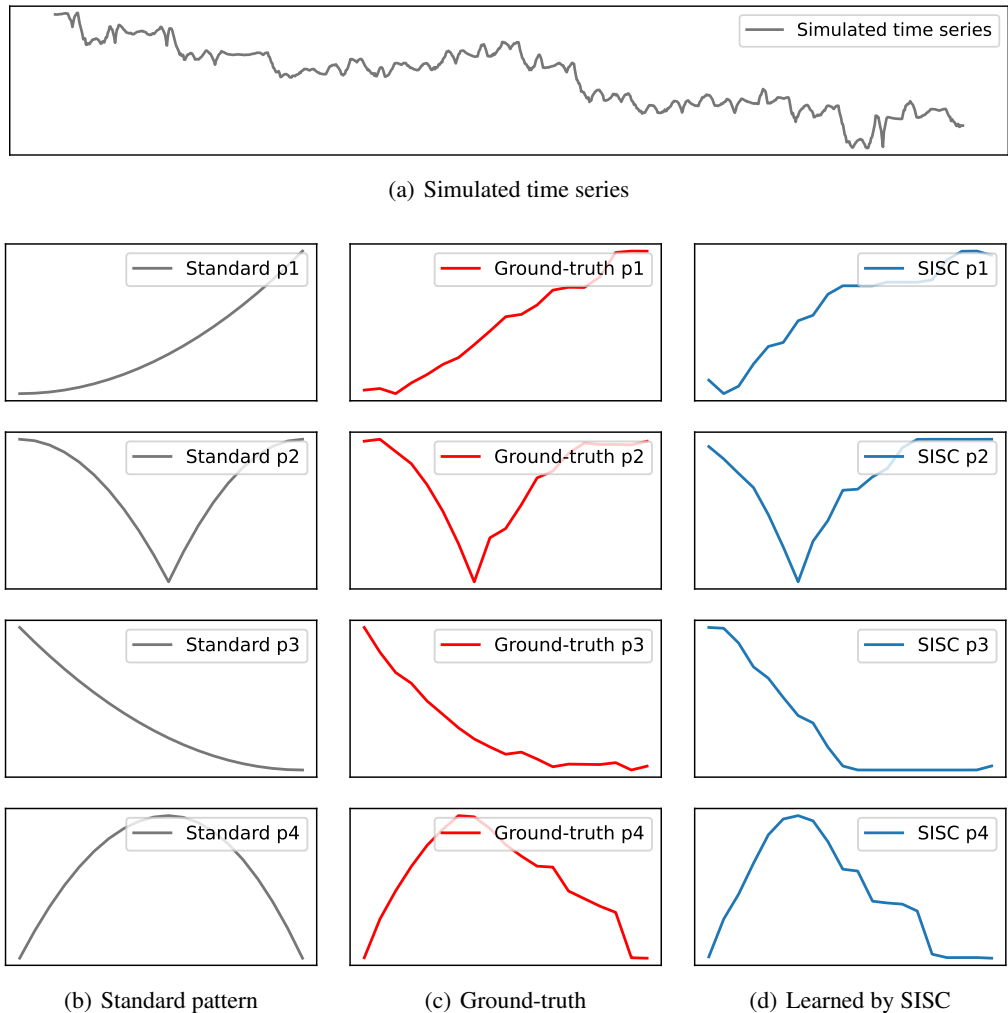 Simulated time series
(a) Simulated time series
Standard p1
Ground-truth p1
SISC p1
Standard p2
Ground-truth p2
SISC p2
Standard p3
Ground-truth p3
SISC p3
Standard p4
Ground-truth p4
SISC p4
(b) Standard pattern
(c) Ground-truth
(d) Learned by SISC